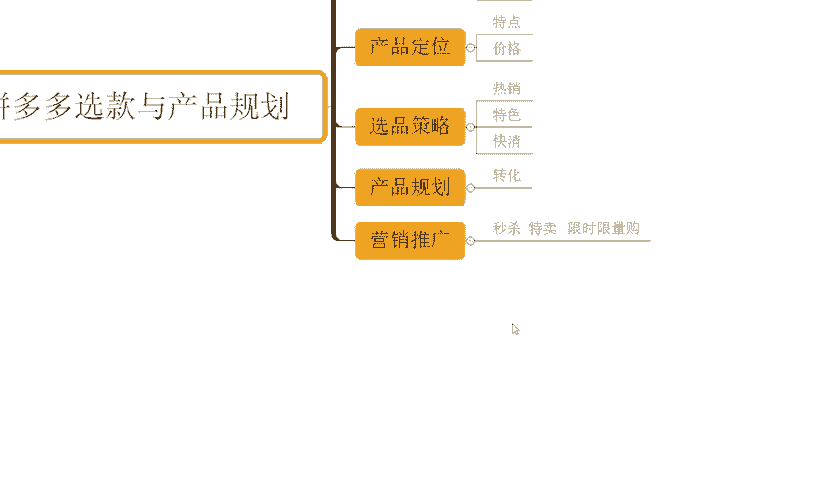 特点
产品定位
价格
拼多多选款与产品规划
热销
特色
选品策略
快消
转化
产品规划
秒杀 特卖 限时限量购
营销推广